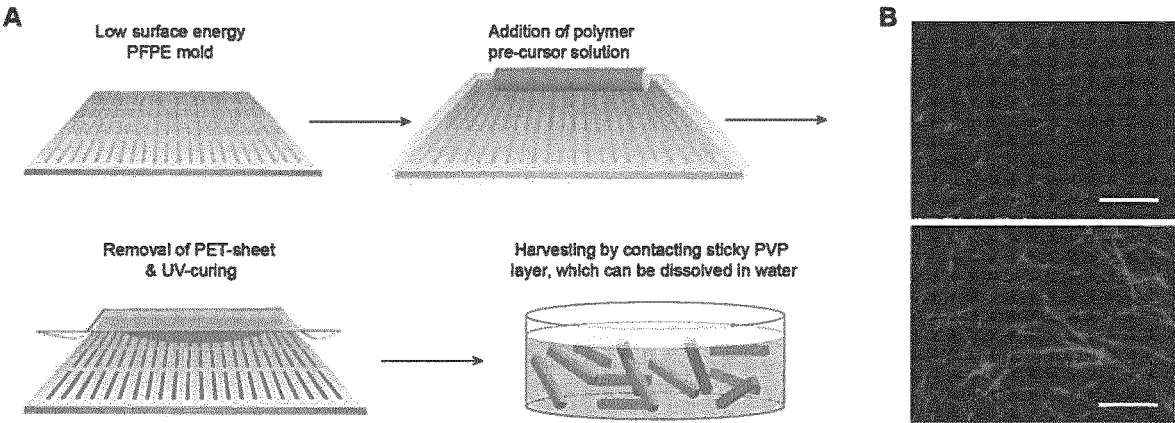 A
Low surface energy
PFPE mold
Addition of polymer
pre-cursor solution
Removal of PET-sheet
& UV-curing
Harvesting by contacting sticky PVP
layer, which can be dissolved in water
B